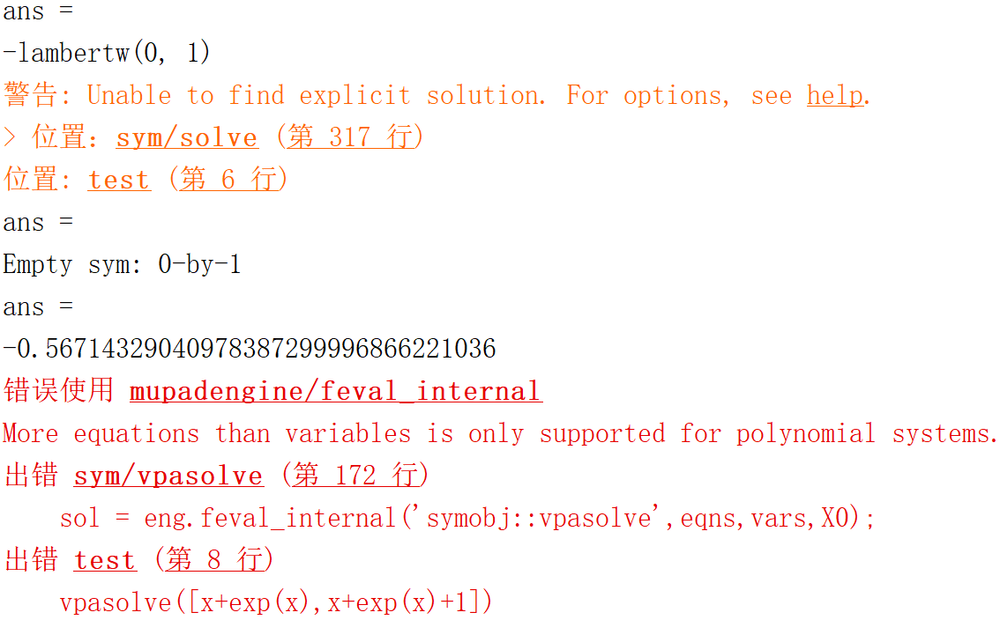 ans =
-lambertw(0, 1)
警告: Unable to find explicit solution. For options, see help.
> 位置：sym/solve (第 317 行)
位置: test (第 6 行)
ans =
Empty sym: 0-by-1
ans =
-0.56714329040978387299996866221036
错误使用 mupadengine/feval_internal
More equations than variables is only supported for polynomial systems.
出错 sym/vpasolve (第 172 行)
sol = eng.feval_internal('symobj::vpasolve',eqns,vars,X0);
出错 test (第 8 行)
vpasolve([x+exp(x),x+exp(x)+1])